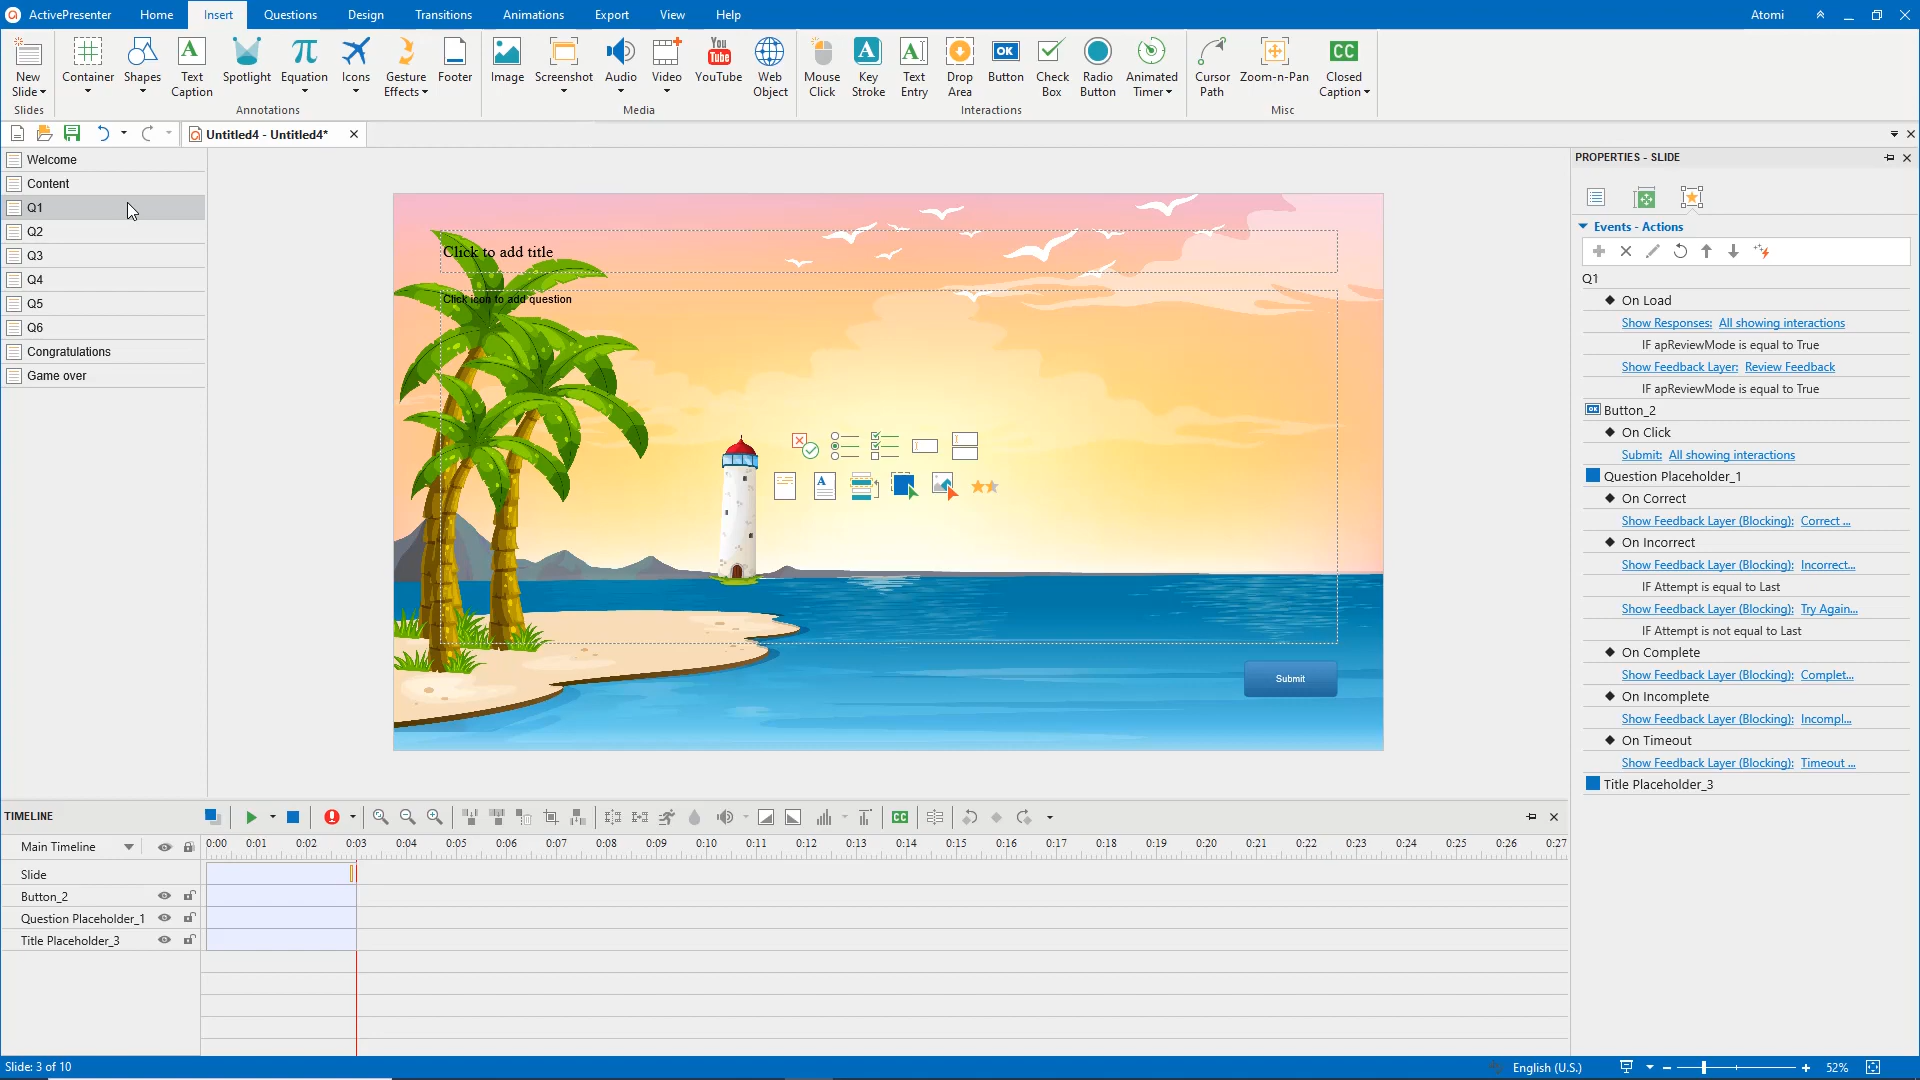 ActivePresenter
Home
Insert
Questions
Design
Transitions
Animations
Export
View
Help
Atomi
New Slide
Container
Shapes
Text Caption
Spotlight
Equation
Icons
Gesture Effects
Footer
Image
Screenshot
Audio
Video
YouTube
Web Object
Mouse Click
Key Stroke
Text Entry
Drop Area
Button
Check Box
Radio Button
Animated Timer
Cursor Path
Zoom-n-Pan
Closed Caption
Slides
Annotations
Media
Interactions
Misc
Untitled4 - Untitled4*
Welcome
Content
Q1
Q2
Q3
Q4
Q5
Q6
Congratulations
Game over
Click to add title
Click icon to add question
Submit
PROPERTIES - SLIDE
Events - Actions
Q1
On Load
Show Responses: All showing interactions
IF apReviewMode is equal to True
Show Feedback Layer: Review Feedback
IF apReviewMode is equal to True
OK Button_2
On Click
Submit: All showing interactions
Question Placeholder_1
On Correct
Show Feedback Layer (Blocking): Correct ...
On Incorrect
Show Feedback Layer (Blocking): Incorrect...
IF Attempt is equal to Last
Show Feedback Layer (Blocking): Try Again...
IF Attempt is not equal to Last
On Complete
Show Feedback Layer (Blocking): Complet...
On Incomplete
Show Feedback Layer (Blocking): Incompl...
On Timeout
Show Feedback Layer (Blocking): Timeout ...
Title Placeholder_3
TIMELINE
Main Timeline
0:00 0:01 0:02 0:03 0:04 0:05 0:06 0:07 0:08 0:09 0:10 0:11 0:12 0:13 0:14 0:15 0:16 0:17 0:18 0:19 0:20 0:21 0:22 0:23 0:24 0:25 0:26 0:27
Slide
Button_2
Question Placeholder_1
Title Placeholder_3
Slide: 3 of 10
English (U.S.)
52%